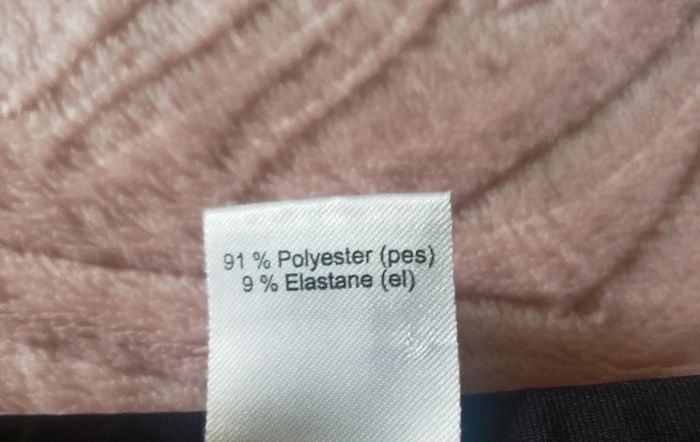 91 % Polyester (pes)
9 % Elastane (el)